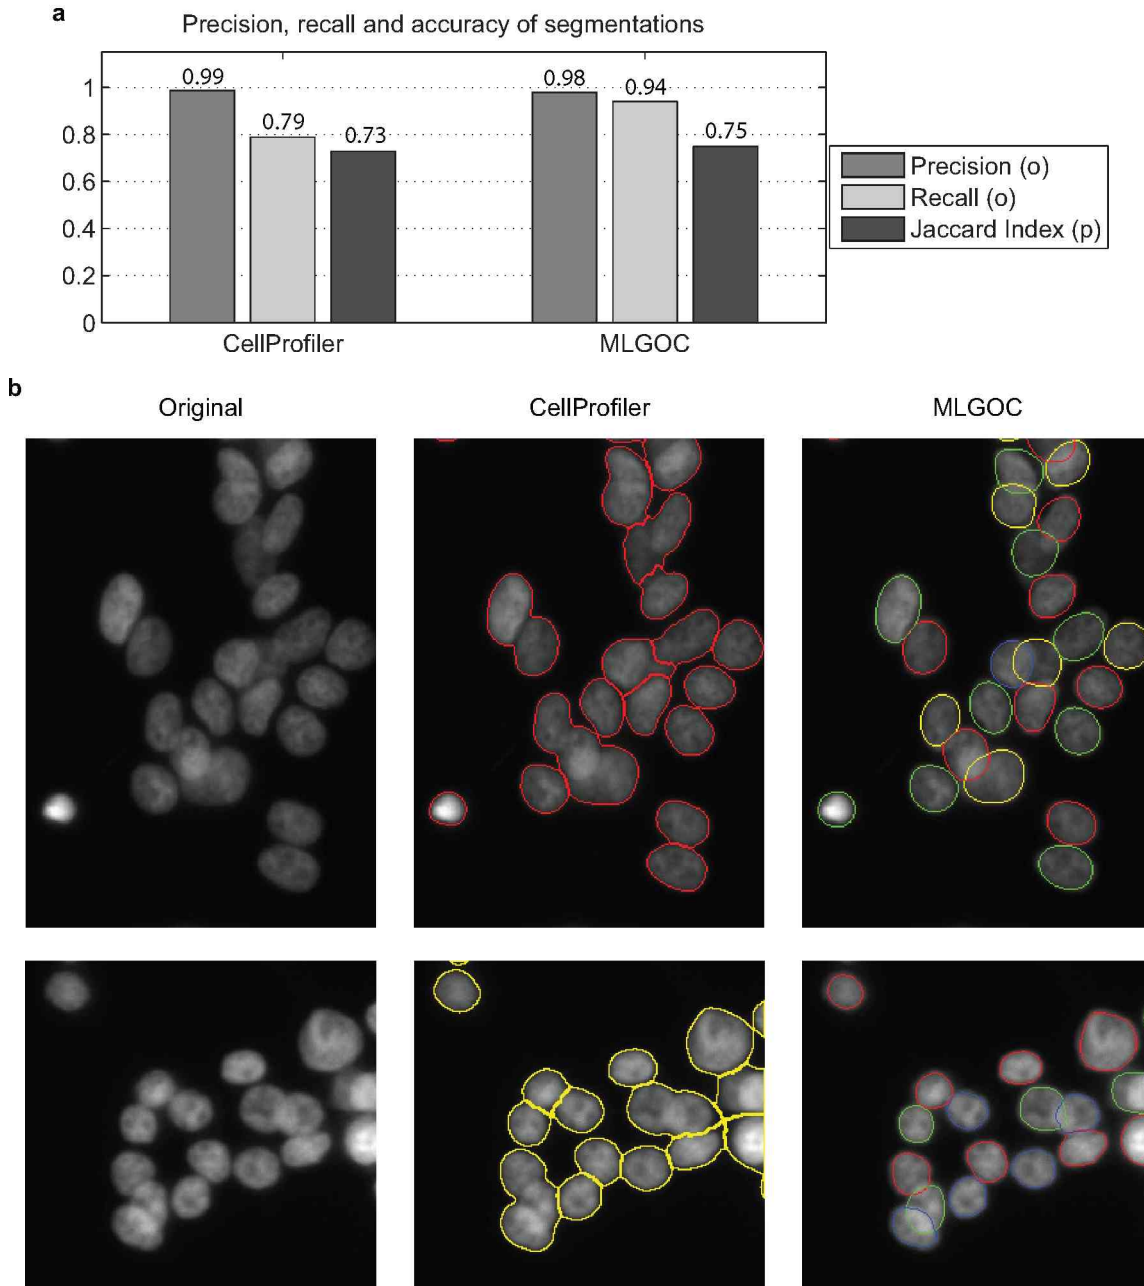 a
Precision, recall and accuracy of segmentations
1
0.8
0.6
0.4
0.2
0
0.99
0.79
0.73
0.98
0.94
0.75
CellProfiler
MLGOC
Precision (o)
Recall (o)
Jaccard Index (p)
b
Original
CellProfiler
MLGOC